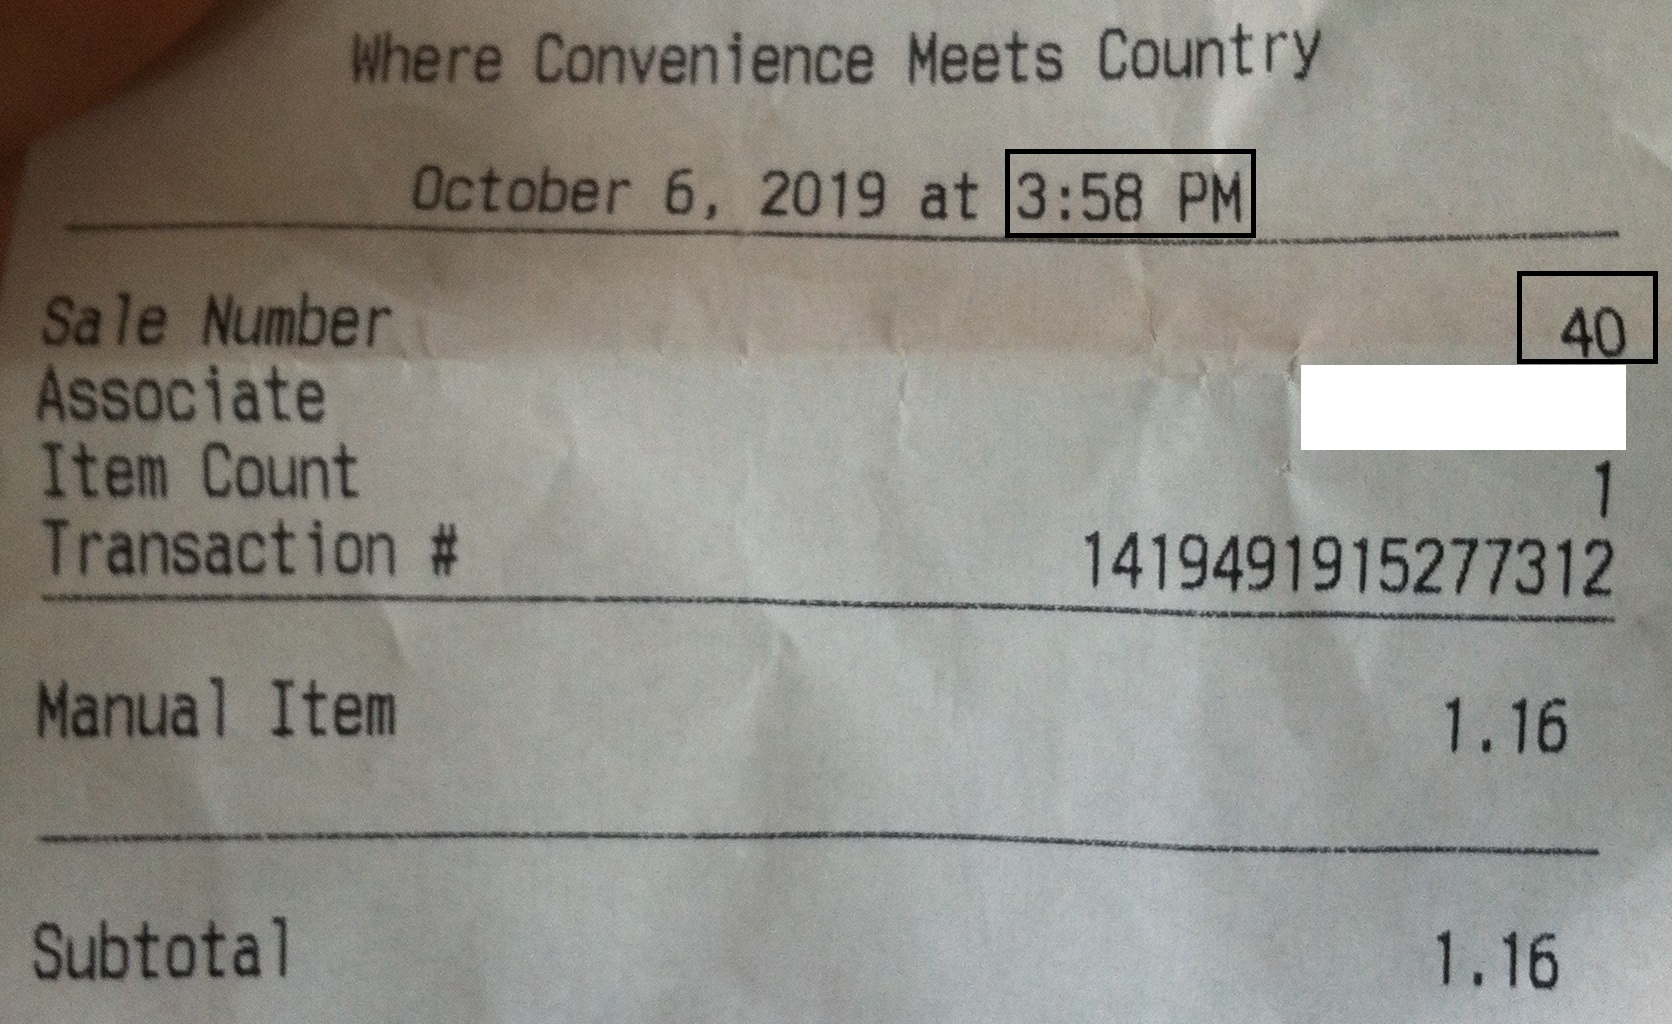 Where Convenience Meets Country
October 6, 2019 at 3:58 PM
Sale Number 40
Associate
Item Count 1
Transaction # 1419491915277312
Manual Item 1.16
Subtotal 1.16